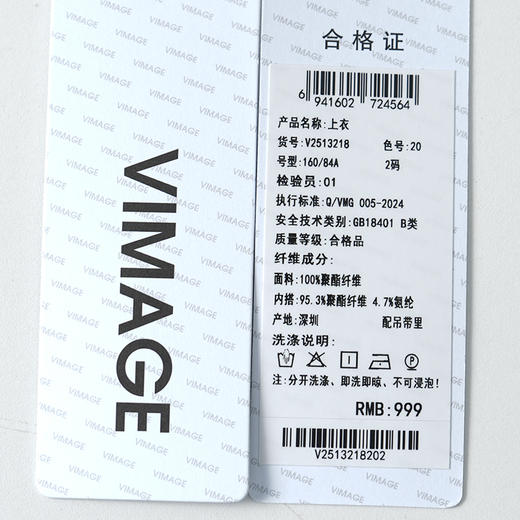 VIMAGE
合格证
6 941602 724564
产品名称:上衣
货号:V2513218 色号:20
号型:160/84A 2码
检验员:01
执行标准:Q/VMG 005-2024
安全技术类别:GB18401 B类
质量等级:合格品
纤维成分:
面料:100%聚酯纤维
内搭:95.3%聚酯纤维 4.7%氨纶
产地:深圳 配吊带里
洗涤说明:
注:分开洗涤、即洗即晾、不可浸泡!
RMB:999
V2513218202